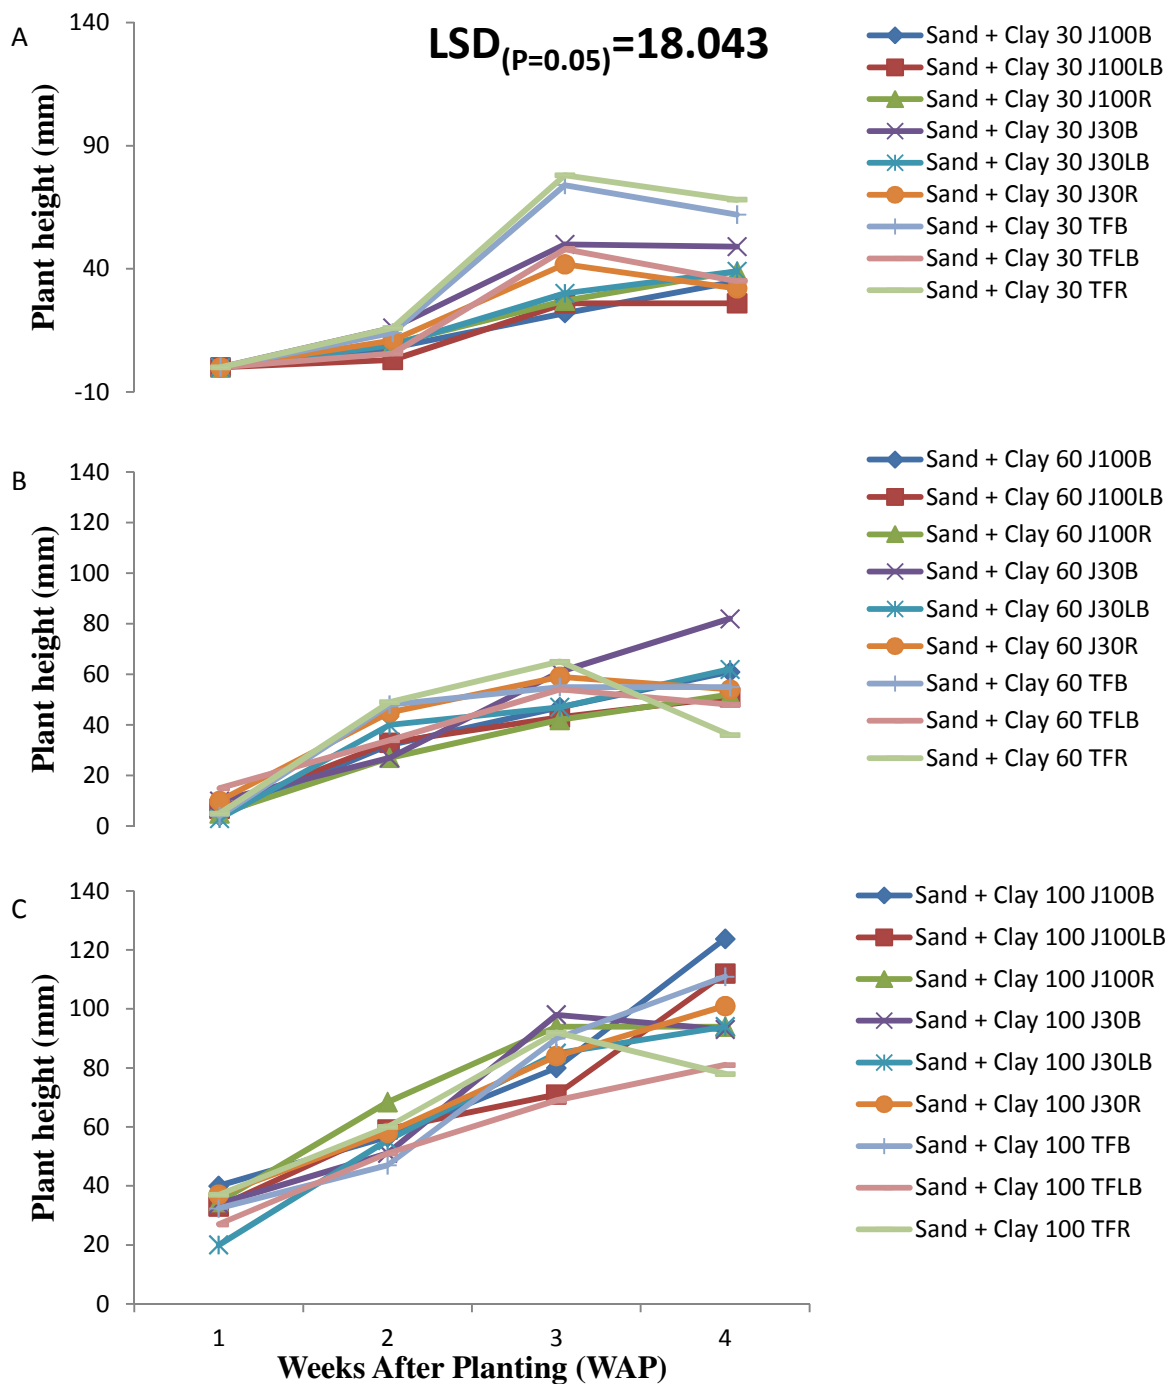 A
LSD(P=0.05)=18.043
Plant height (mm)
140
90
40
-10
Sand + Clay 30 J100B
Sand + Clay 30 J100LB
Sand + Clay 30 J100R
Sand + Clay 30 J30B
Sand + Clay 30 J30LB
Sand + Clay 30 J30R
Sand + Clay 30 TFB
Sand + Clay 30 TFLB
Sand + Clay 30 TFR
B
Plant height (mm)
140
120
100
80
60
40
20
0
Sand + Clay 60 J100B
Sand + Clay 60 J100LB
Sand + Clay 60 J100R
Sand + Clay 60 J30B
Sand + Clay 60 J30LB
Sand + Clay 60 J30R
Sand + Clay 60 TFB
Sand + Clay 60 TFLB
Sand + Clay 60 TFR
C
Plant height (mm)
140
120
100
80
60
40
20
0
Sand + Clay 100 J100B
Sand + Clay 100 J100LB
Sand + Clay 100 J100R
Sand + Clay 100 J30B
Sand + Clay 100 J30LB
Sand + Clay 100 J30R
Sand + Clay 100 TFB
Sand + Clay 100 TFLB
Sand + Clay 100 TFR
1 2 3 4
Weeks After Planting (WAP)